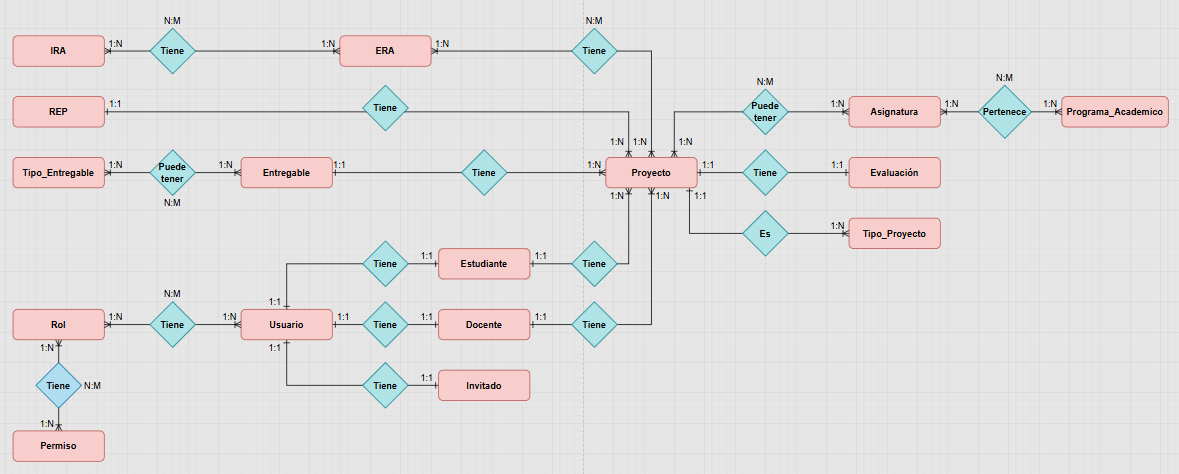 N:M
N:M
IRA
1:N
Tiene
1:N
ERA
1:N
Tiene
N:M
N:M
REP
1:1
Tiene
Puede
tener
1:N
Asignatura
1:N
Pertenece
1:N
Programa_Academico
1:N
1:N
1:N
Tipo_Entregable
1:N
Puede
tener
N:M
1:N
Entregable
1:1
Tiene
1:N
Proyecto
1:1
Tiene
1:1
Evaluación
1:N
1:N
1:1
Es
1:N
Tipo_Proyecto
Tiene
1:1
Estudiante
1:1
Tiene
N:M
1:1
Rol
1:N
Tiene
1:N
Usuario
1:1
Tiene
1:1
Docente
1:1
Tiene
1:N
1:1
Tiene
N:M
Tiene
1:1
Invitado
1:N
Permiso